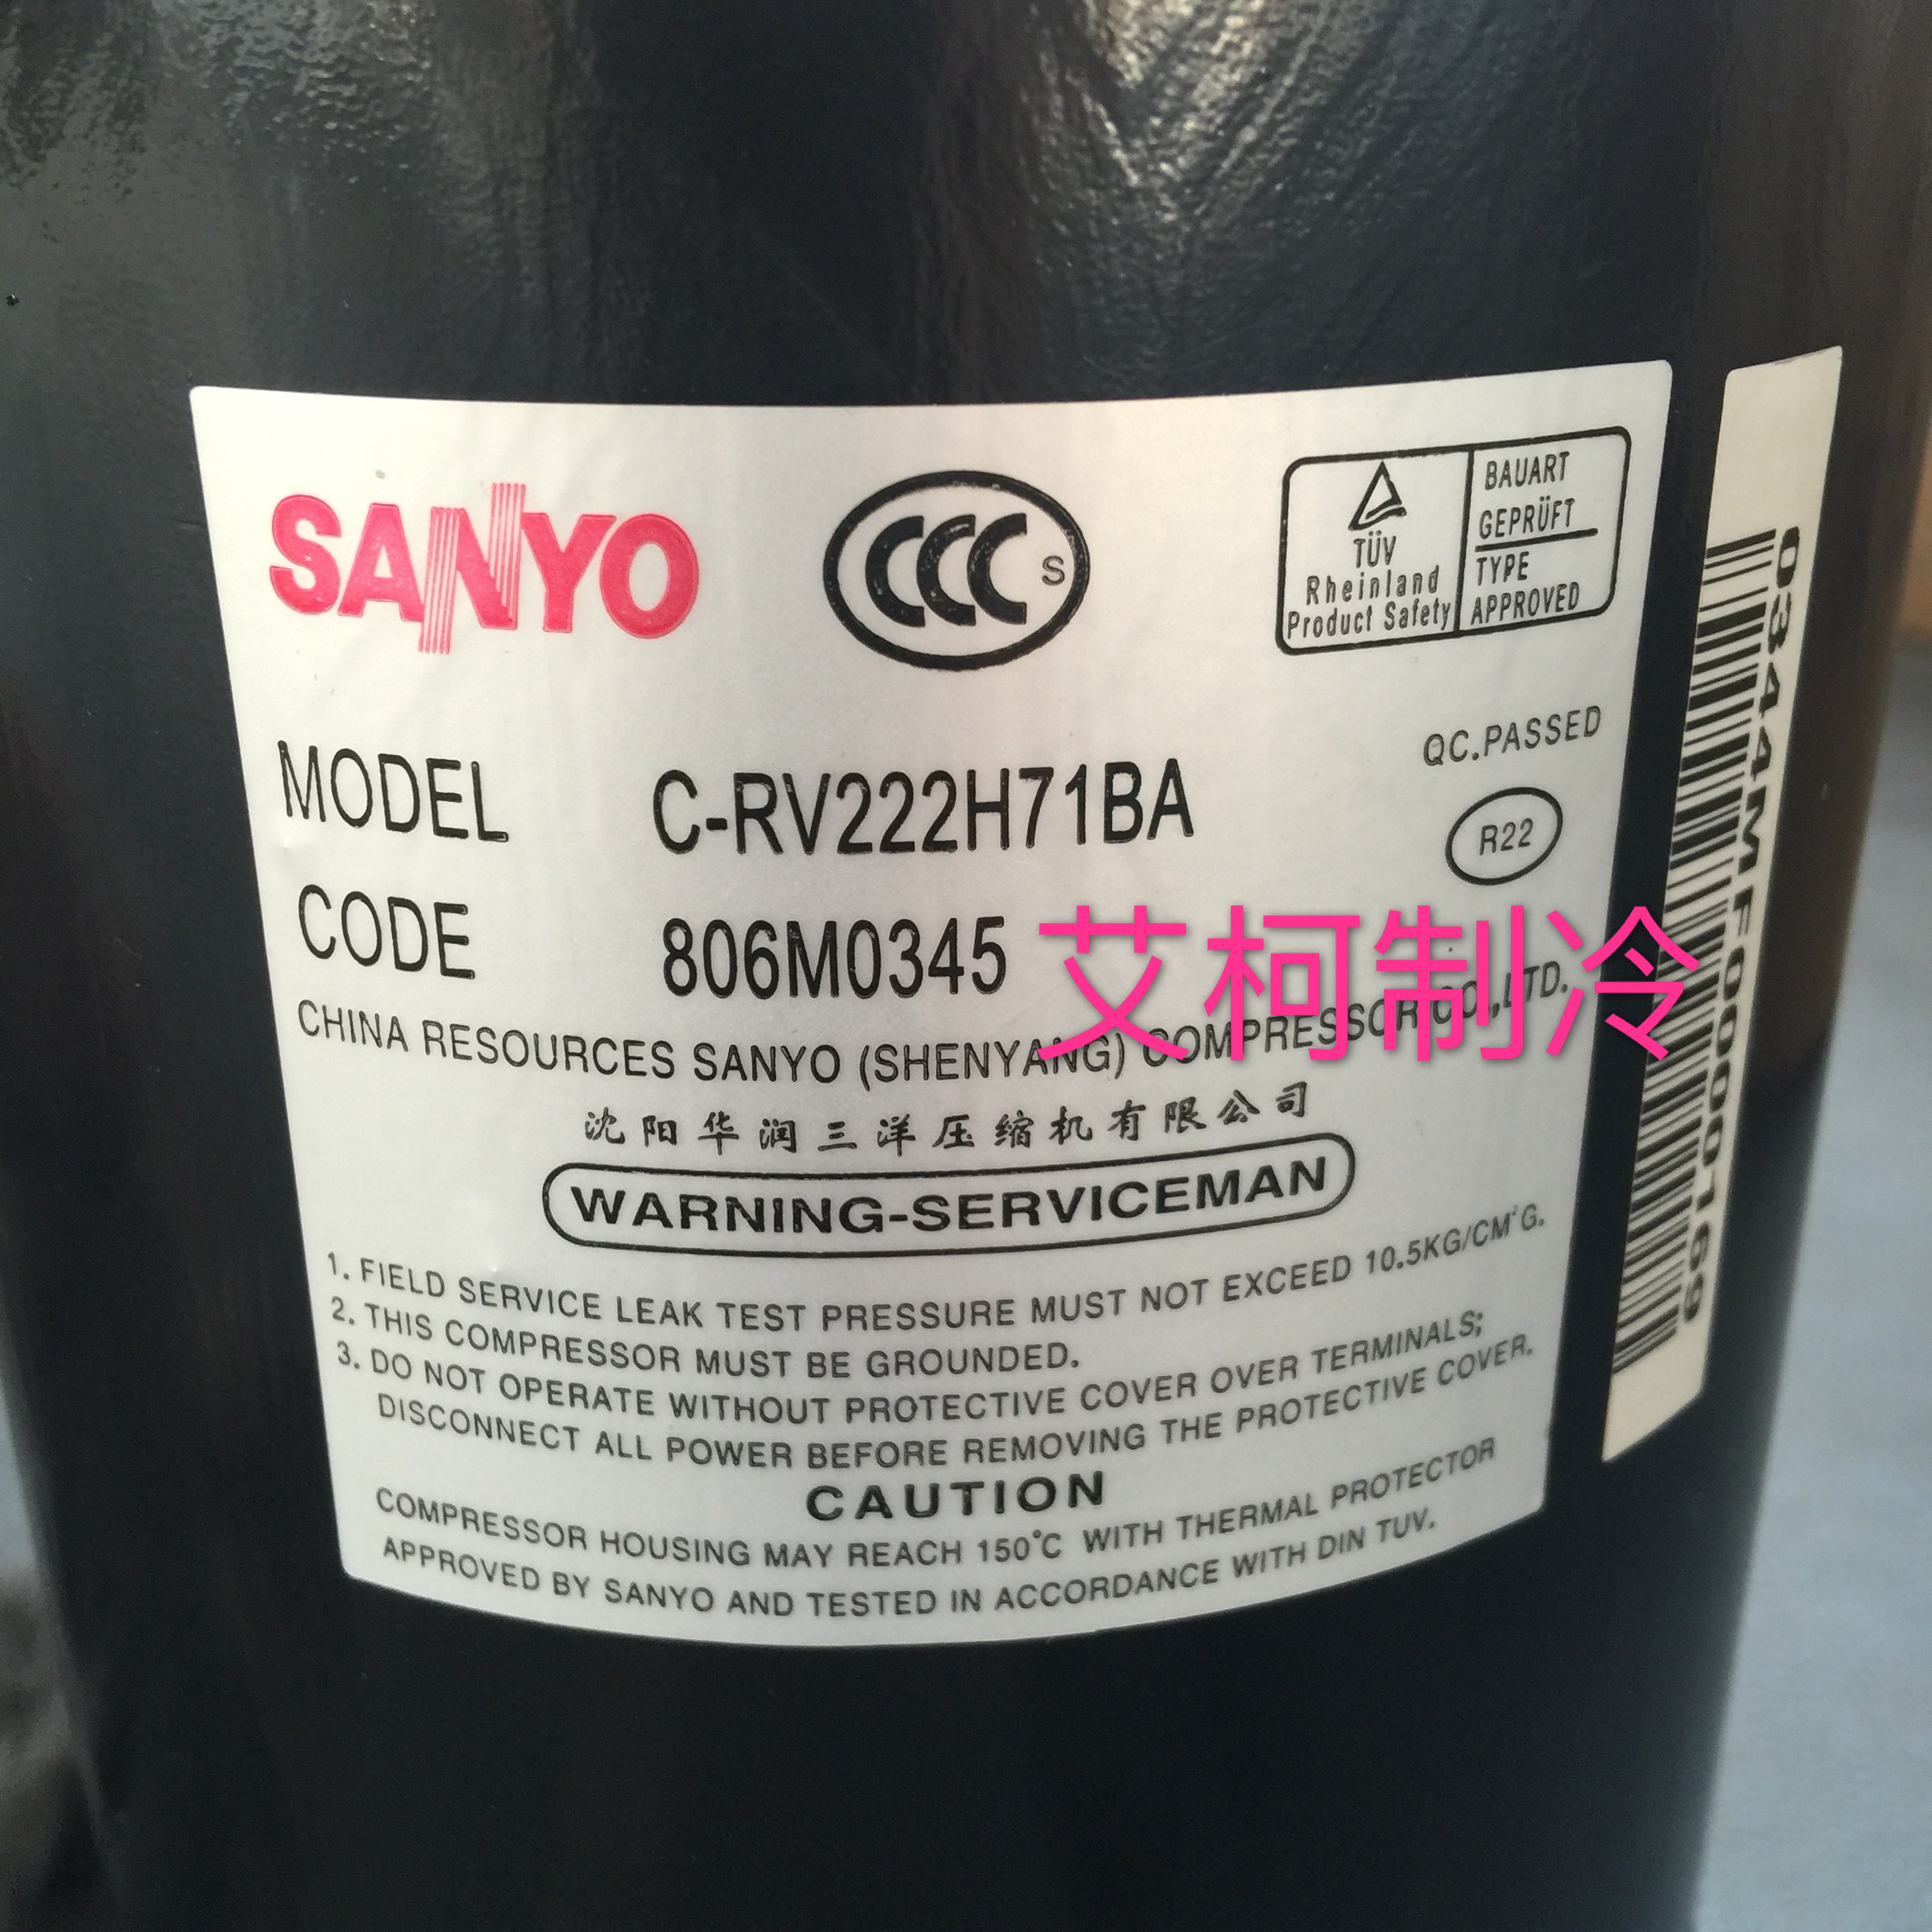 SANYO
CCC S
TÜV
Rheinland
Product Safety
BAUART
GEPRÜFT
TYPE
APPROVED
QC.PASSED
MODEL C-RV222H71BA
R22
CODE 806M0345
艾柯制冷
CHINA RESOURCES SANYO (SHENYANG) COMPRESSOR CO.,LTD.
沈阳华润三洋压缩机有限公司
WARNING-SERVICEMAN
1. FIELD SERVICE LEAK TEST PRESSURE MUST NOT EXCEED 10.5KG/CM²G.
2. THIS COMPRESSOR MUST BE GROUNDED.
3. DO NOT OPERATE WITHOUT PROTECTIVE COVER OVER TERMINALS;
DISCONNECT ALL POWER BEFORE REMOVING THE PROTECTIVE COVER.
CAUTION
COMPRESSOR HOUSING MAY REACH 150°C WITH THERMAL PROTECTOR
APPROVED BY SANYO AND TESTED IN ACCORDANCE WITH DIN TUV.
0344MF0000169